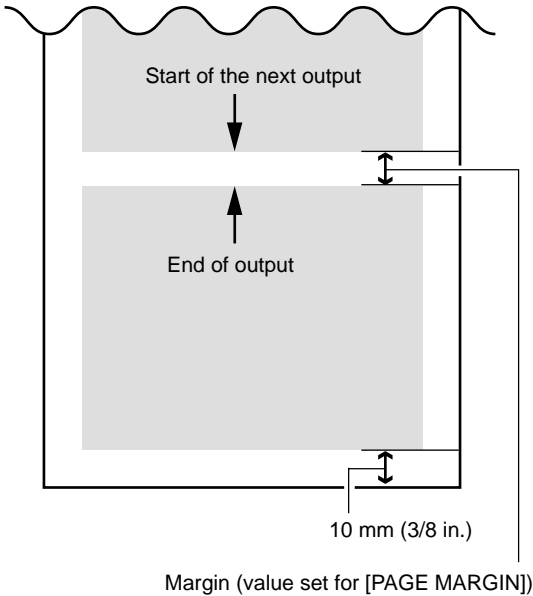 Start of the next output
End of output
10 mm (3/8 in.)
Margin (value set for [PAGE MARGIN])